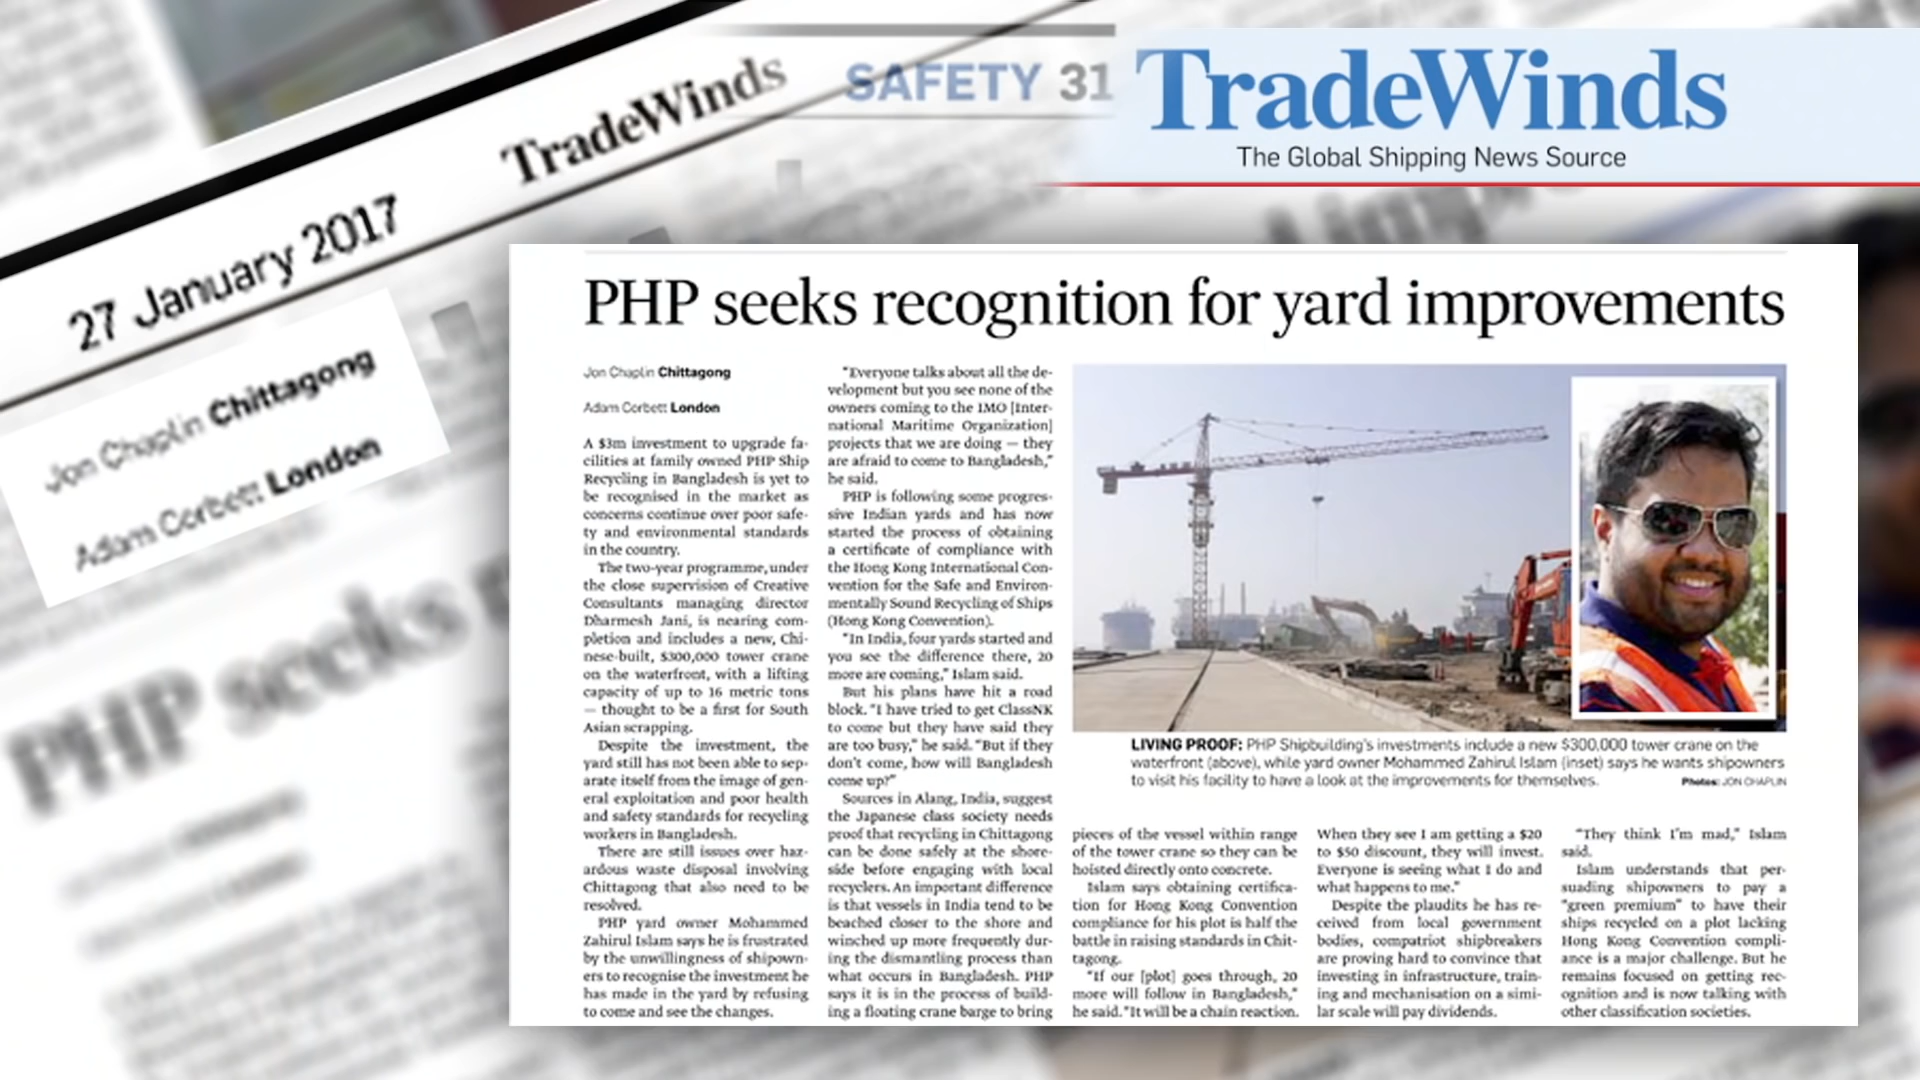 TradeWinds
SAFETY 31
TradeWinds
The Global Shipping News Source
27 January 2017
Jon Chaplin Chittagong
Adam Corbett London
PHP seeks
PHP seeks recognition for yard improvements
Jon Chaplin Chittagong
Adam Corbett London
A $3m investment to upgrade fa-
cilities at family owned PHP Ship
Recycling in Bangladesh is yet to
be recognised in the market as
concerns continue over poor safe-
ty and environmental standards
in the country.
The two-year programme, under
the close supervision of Creative
Consultants managing director
Dharmesh Jani, is nearing com-
pletion and includes a new, Chi-
nese-built, $300,000 tower crane
on the waterfront, with a lifting
capacity of up to 16 metric tons
— thought to be a first for South
Asian scrapping.
Despite the investment, the
yard still has not been able to sep-
arate itself from the image of gen-
eral exploitation and poor health
and safety standards for recycling
workers in Bangladesh.
There are still issues over haz-
ardous waste disposal involving
Chittagong that also need to be
resolved.
PHP yard owner Mohammed
Zahirul Islam says he is frustrated
by the unwillingness of shipown-
ers to recognise the investment he
has made in the yard by refusing
to come and see the changes.
"Everyone talks about all the de-
velopment but you see none of the
owners coming to the IMO [Inter-
national Maritime Organization]
projects that we are doing — they
are afraid to come to Bangladesh,"
he said.
PHP is following some progres-
sive Indian yards and has now
started the process of obtaining
a certificate of compliance with
the Hong Kong International Con-
vention for the Safe and Environ-
mentally Sound Recycling of Ships
(Hong Kong Convention).
"In India, four yards started and
you see the difference there, 20
more are coming," Islam said.
But his plans have hit a road
block. "I have tried to get ClassNK
to come but they have said they
are too busy," he said. "But if they
don't come, how will Bangladesh
come up?"
Sources in Alang, India, suggest
the Japanese class society needs
proof that recycling in Chittagong
can be done safely at the shore-
side before engaging with local
recyclers. An important difference
is that vessels in India tend to be
beached closer to the shore and
winched up more frequently dur-
ing the dismantling process than
what occurs in Bangladesh. PHP
says it is in the process of build-
ing a floating crane barge to bring
LIVING PROOF: PHP Shipbuilding's investments include a new $300,000 tower crane on the
waterfront (above), while yard owner Mohammed Zahirul Islam (inset) says he wants shipowners
to visit his facility to have a look at the improvements for themselves.
Photos: JON CHAPLIN
pieces of the vessel within range
of the tower crane so they can be
hoisted directly onto concrete.
Islam says obtaining certifica-
tion for Hong Kong Convention
compliance for his plot is half the
battle in raising standards in Chit-
tagong.
"If our [plot] goes through, 20
more will follow in Bangladesh,"
he said. "It will be a chain reaction.
When they see I am getting a $20
to $50 discount, they will invest.
Everyone is seeing what I do and
what happens to me."
Despite the plaudits he has re-
ceived from local government
bodies, compatriot shipbreakers
are proving hard to convince that
investing in infrastructure, train-
ing and mechanisation on a simi-
lar scale will pay dividends.
"They think I'm mad," Islam
said.
Islam understands that per-
suading shipowners to pay a
"green premium" to have their
ships recycled on a plot lacking
Hong Kong Convention compli-
ance is a major challenge. But he
remains focused on getting rec-
ognition and is now talking with
other classification societies.